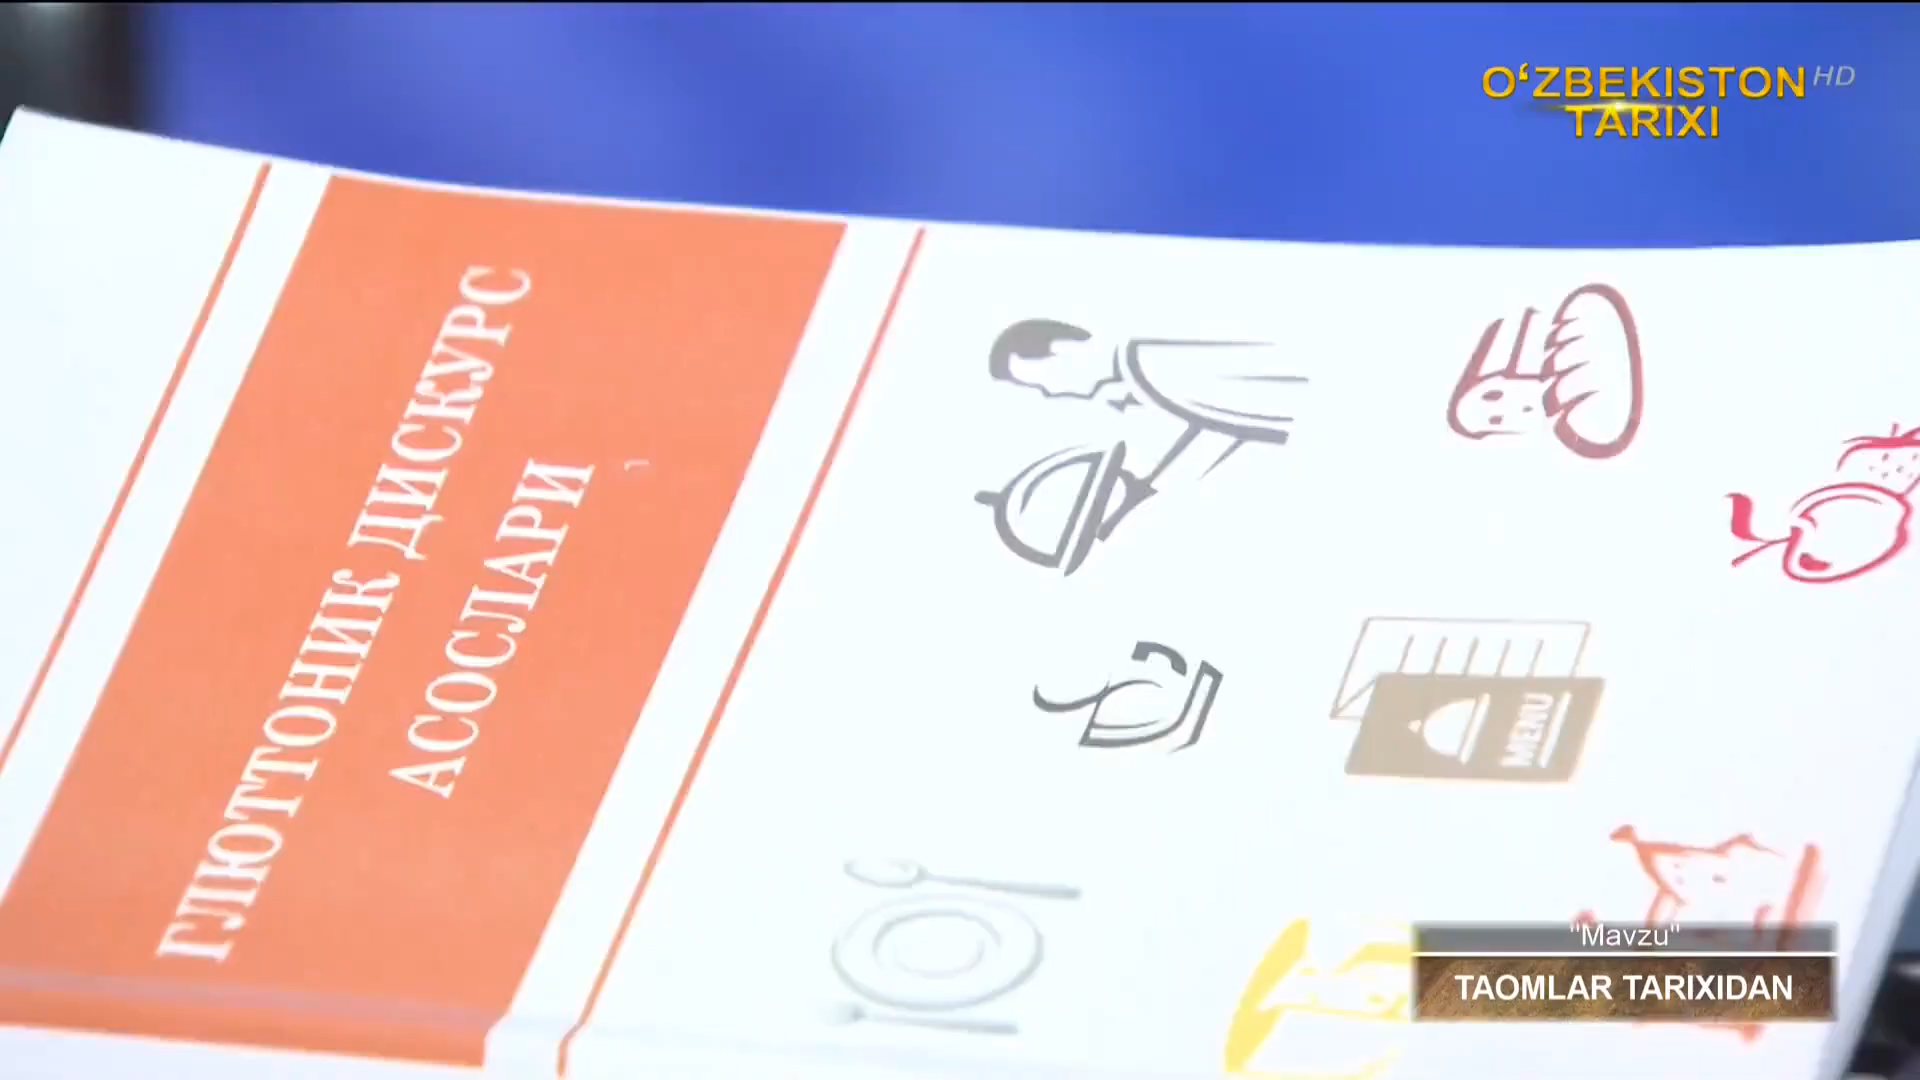 O‘ZBEKISTON HD
TARIXI
ГЛЮТТОНИК ДИСКУРС
АСОСЛАРИ
MENU
"Mavzu"
TAOMLAR TARIXIDAN